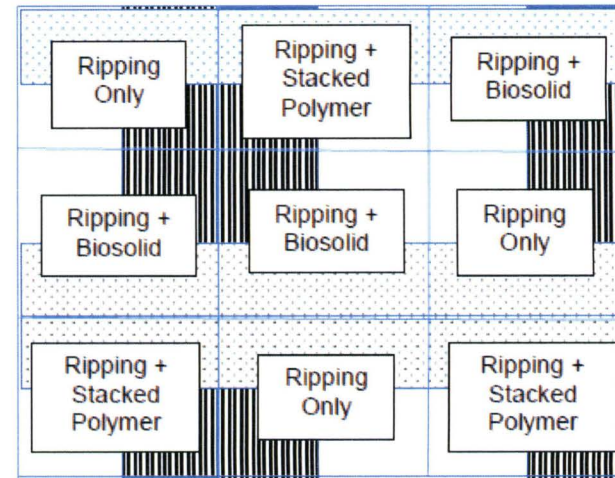 Ripping
Only
Ripping +
Stacked
Polymer
Ripping +
Biosolid
Ripping +
Biosolid
Ripping +
Biosolid
Ripping
Only
Ripping +
Stacked
Polymer
Ripping
Only
Ripping +
Stacked
Polymer